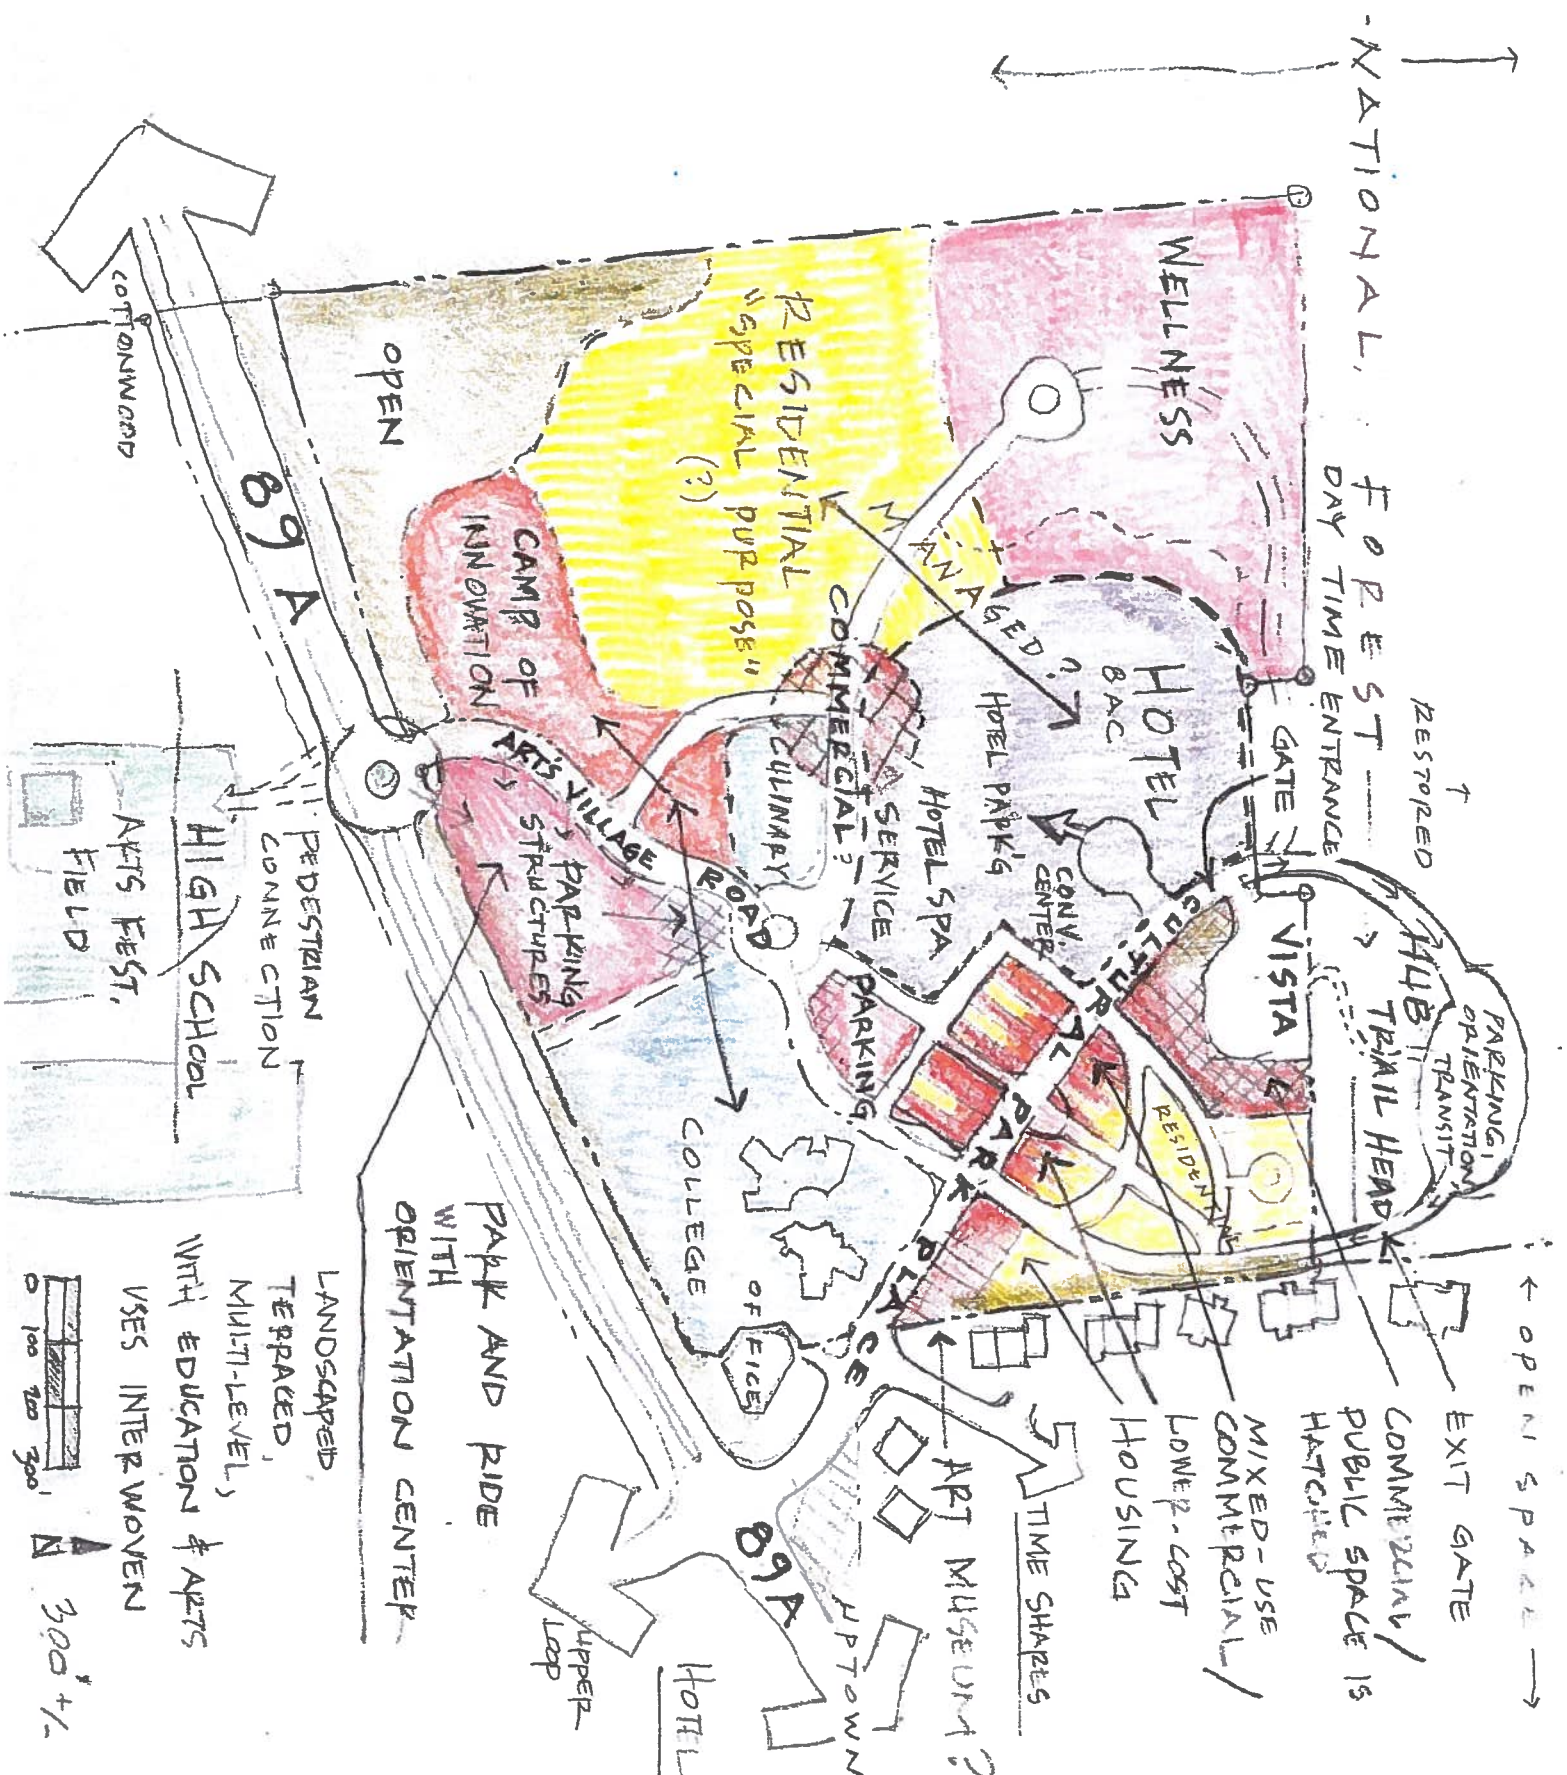 -NATIONAL. FOREST
DAY TIME ENTRANCE
RESTORED
← OPEN SPACE →
WELLNESS
GATE
VISTA
HUB
TRAIL HEAD
PARKING,
ORIENTATION,
TRANSIT
EXIT GATE
COMMERCIAL/
PUBLIC SPACE IS
HATCHED
MIXED-USE
COMMERCIAL/
LOWER-COST
HOUSING
TIME SHARES
ART MUSEUM?
HOTEL
BAC
HOTEL PARK'G
CONV.
CENTER
HOTEL SPA
SERVICE
MANAGED?
COMMERCIAL?
RESIDENTIAL
"SPECIAL PURPOSE"
(?)
OPEN
CAMP OF
INNOVATION
CULINARY
ARTS VILLAGE ROAD
PARKING
STRUCTURES
PARKING
CULTURAL PARK PLACE
COLLEGE
OFFICE
89A
COTTONWOOD
89A
UPTOWN
UPPER
LOOP
HOTEL
PEDESTRIAN
CONNECTION
HIGH SCHOOL
ARTS FEST,
FIELD
PARK AND RIDE
WITH
ORIENTATION CENTER
LANDSCAPED
TERRACED,
MULTI-LEVEL,
WITH EDUCATION & ARTS
USES INTERWOVEN
0 100 200 300'
N 300' +/-